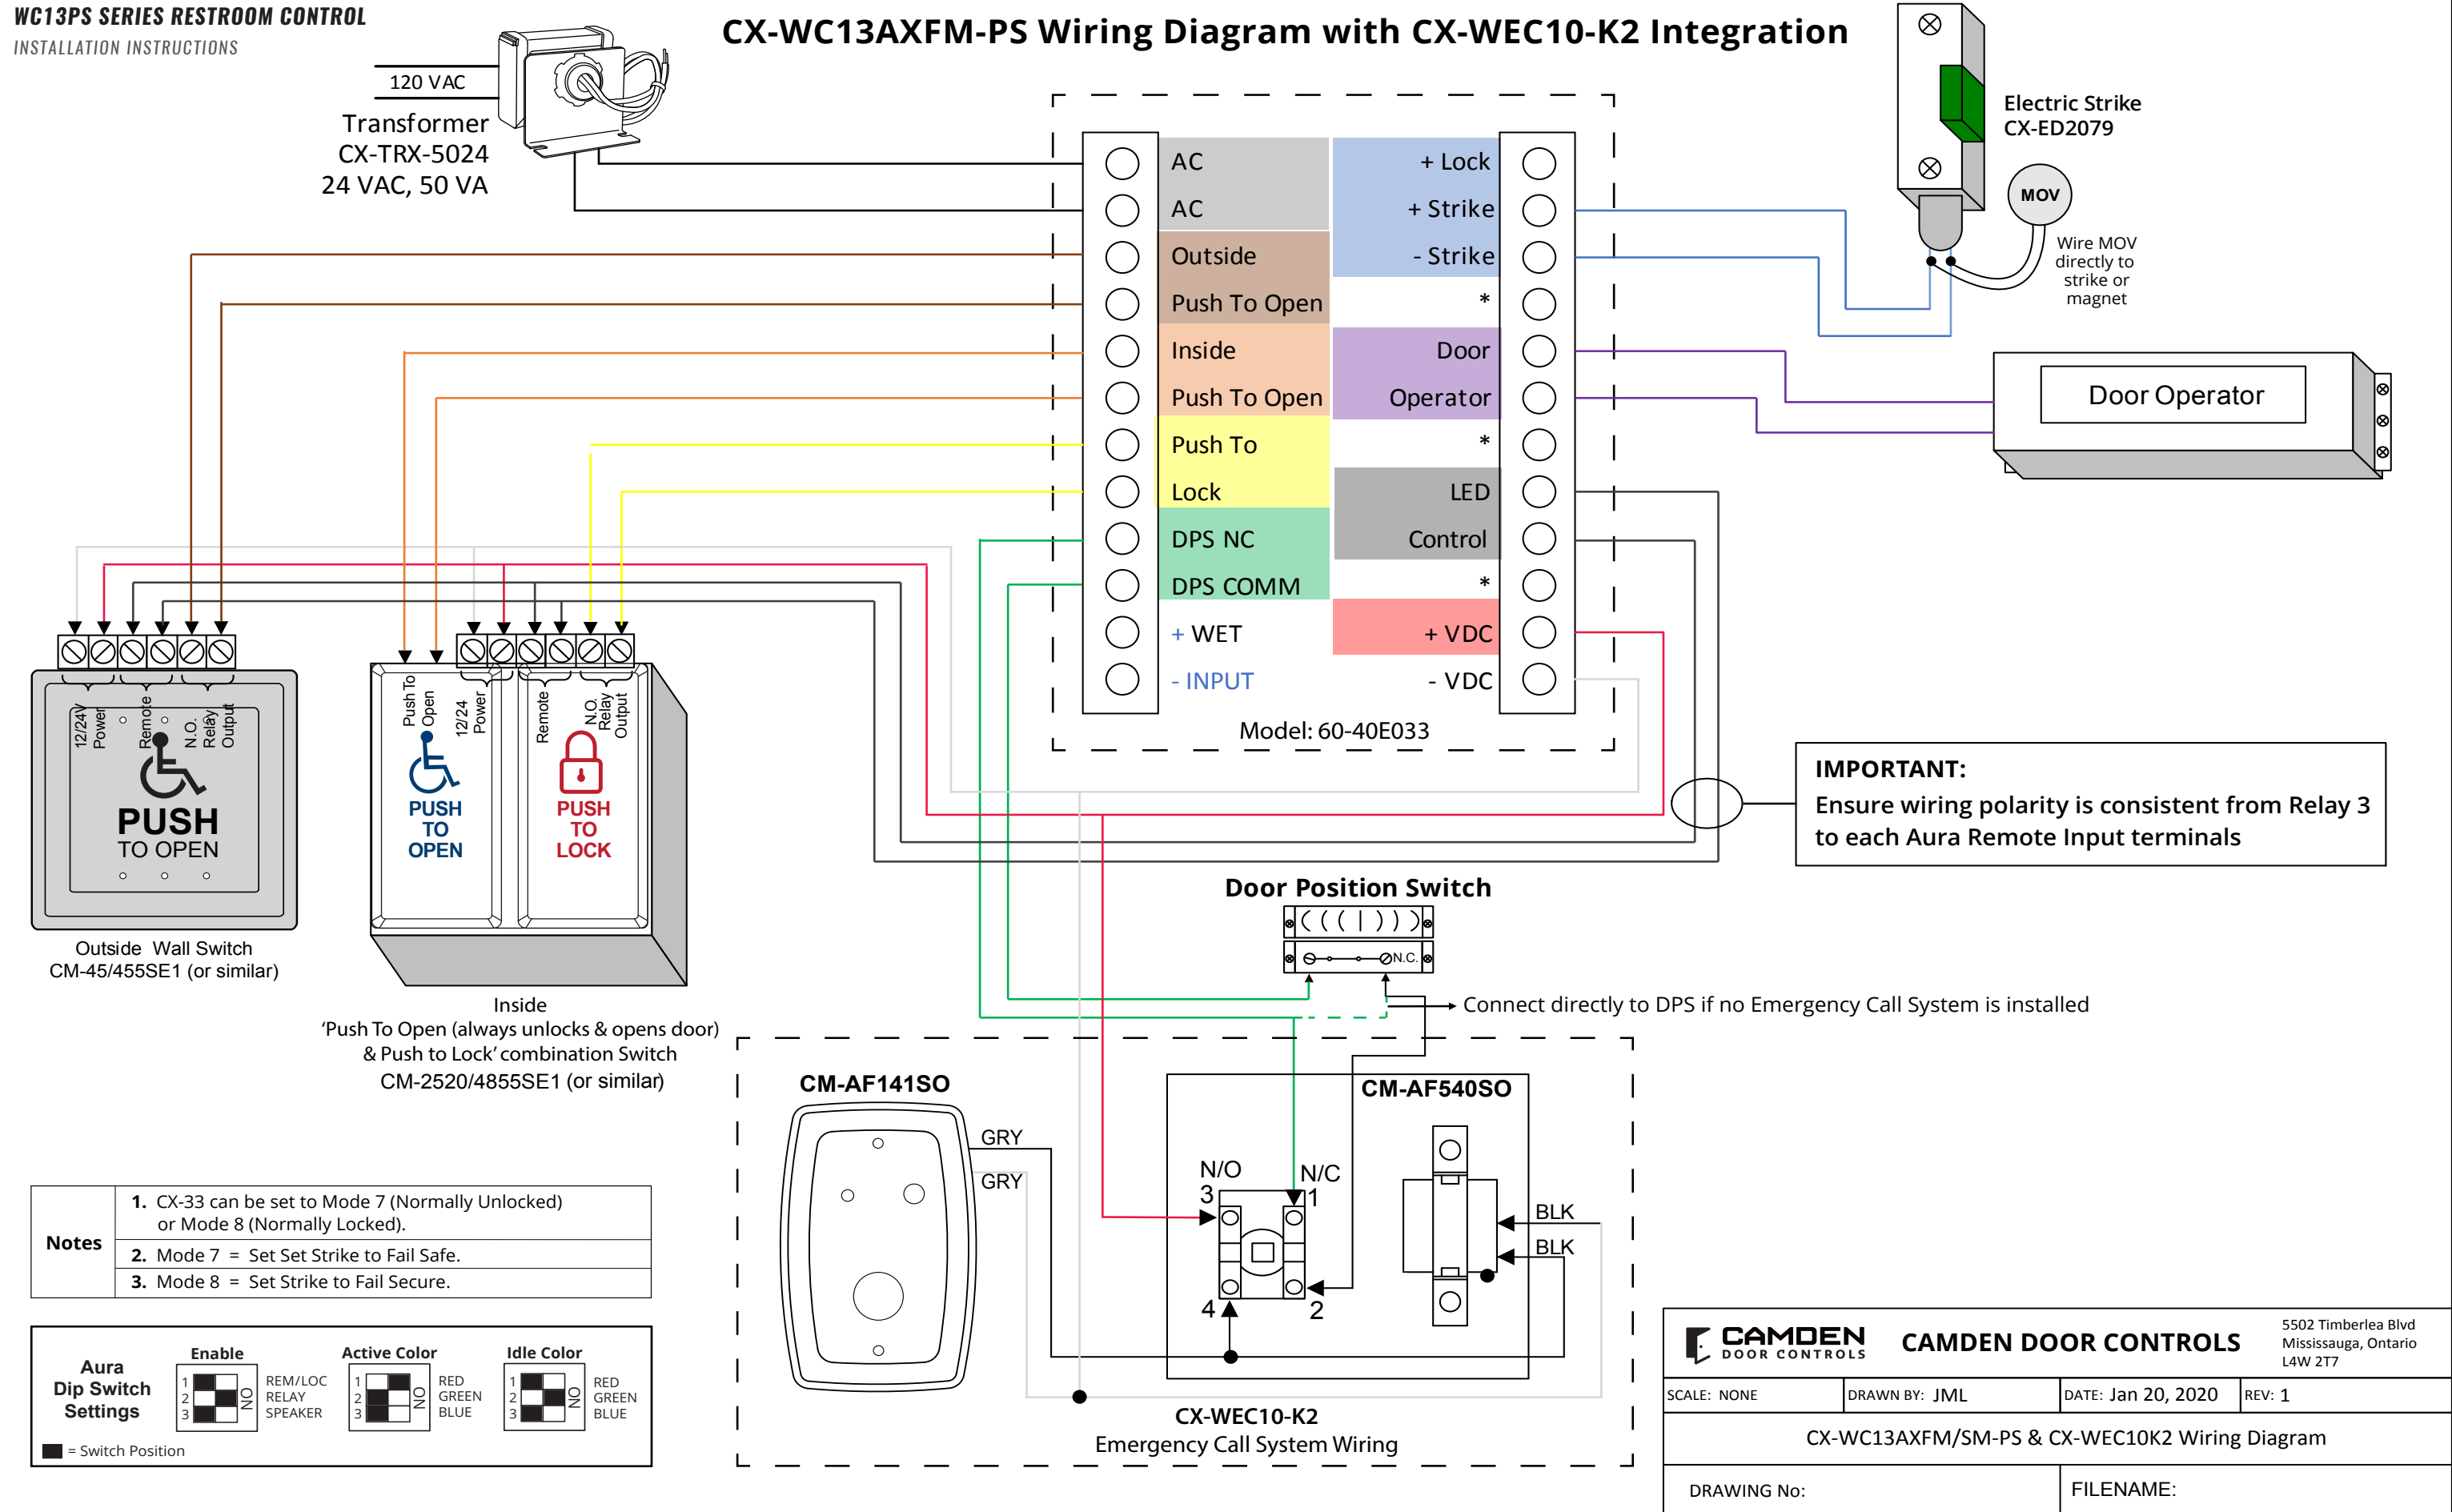 WC13PS SERIES RESTROOM CONTROL
INSTALLATION INSTRUCTIONS
CX-WC13AXFM-PS Wiring Diagram with CX-WEC10-K2 Integration
120 VAC
Transformer
CX-TRX-5024
24 VAC, 50 VA
Electric Strike
CX-ED2079
MOV
Wire MOV
directly to
strike or
magnet
AC
AC
Outside
Push To Open
Inside
Push To Open
Push To
Lock
DPS NC
DPS COMM
+ WET
- INPUT
+ Lock
+ Strike
- Strike
*
Door
Operator
*
LED
Control
*
+ VDC
- VDC
Model: 60-40E033
Door Operator
12/24V
Power
Remote
N.O.
Relay
Output
PUSH
TO OPEN
Outside Wall Switch
CM-45/455SE1 (or similar)
Push To
Open
12/24
Power
Remote
N.O.
Relay
Output
PUSH
TO
OPEN
PUSH
TO
LOCK
Inside
‘Push To Open (always unlocks & opens door)
& Push to Lock’ combination Switch
CM-2520/4855SE1 (or similar)
IMPORTANT:
Ensure wiring polarity is consistent from Relay 3
to each Aura Remote Input terminals
Door Position Switch
N.C.
Connect directly to DPS if no Emergency Call System is installed
CM-AF141SO
GRY
GRY
CM-AF540SO
N/O
3
N/C
1
4
2
BLK
BLK
CX-WEC10-K2
Emergency Call System Wiring
Notes
1. CX-33 can be set to Mode 7 (Normally Unlocked)
or Mode 8 (Normally Locked).
2. Mode 7 = Set Set Strike to Fail Safe.
3. Mode 8 = Set Strike to Fail Secure.
Aura
Dip Switch
Settings
Enable
1
2
3
ON
REM/LOC
RELAY
SPEAKER
Active Color
1
2
3
ON
RED
GREEN
BLUE
Idle Color
1
2
3
ON
RED
GREEN
BLUE
= Switch Position
CAMDEN
DOOR CONTROLS
CAMDEN DOOR CONTROLS
5502 Timberlea Blvd
Mississauga, Ontario
L4W 2T7
SCALE: NONE
DRAWN BY: JML
DATE: Jan 20, 2020
REV: 1
CX-WC13AXFM/SM-PS & CX-WEC10K2 Wiring Diagram
DRAWING No:
FILENAME: